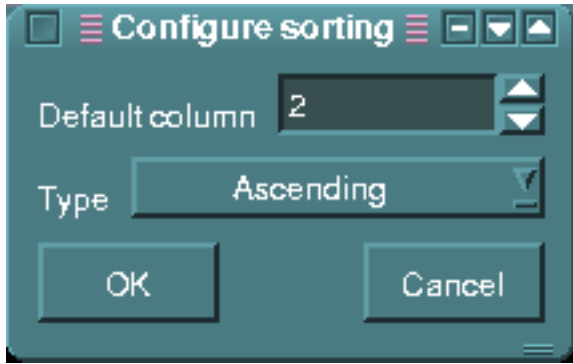 Configure sorting
Default column 2
Type Ascending
OK Cancel